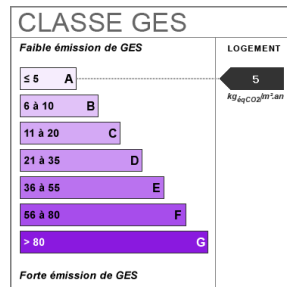 CLASSE GES
Faible émission de GES
LOGEMENT
≤ 5 A
5
kgéqCO2/m².an
6 à 10 B
11 à 20 C
21 à 35 D
36 à 55 E
56 à 80 F
> 80 G
Forte émission de GES